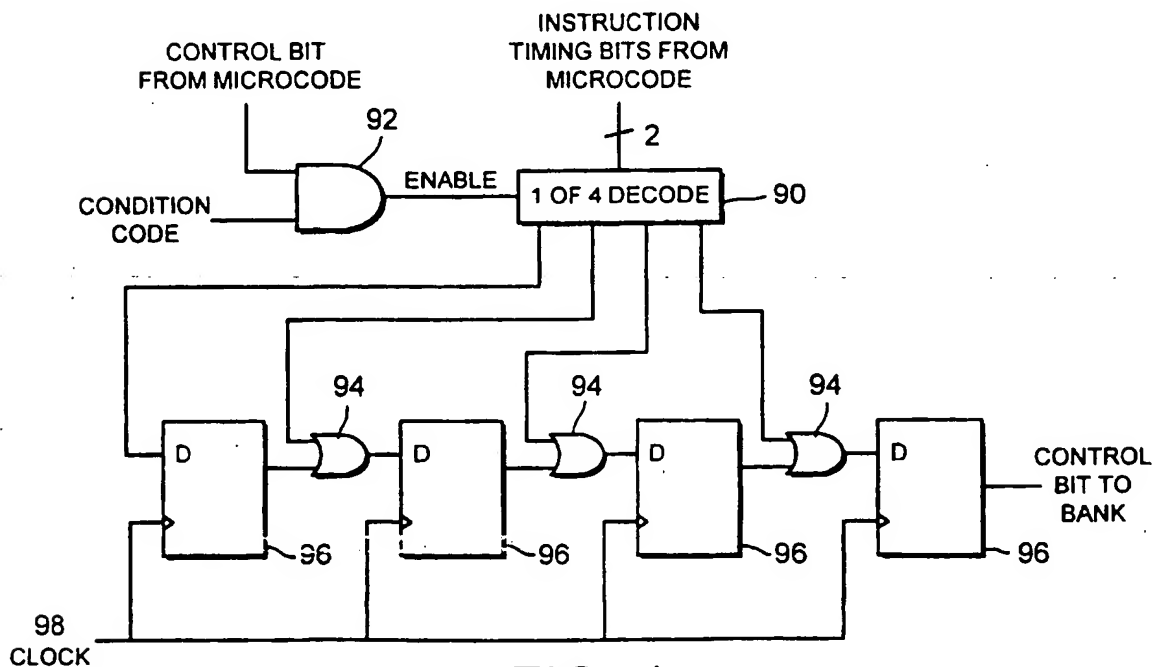 INSTRUCTION
TIMING BITS FROM
MICROCODE
CONTROL BIT
FROM MICROCODE
92
2
ENABLE
1 OF 4 DECODE
90
CONDITION
CODE
94
94
94
D
D
D
D
CONTROL
BIT TO
BANK
96
96
96
96
98
CLOCK